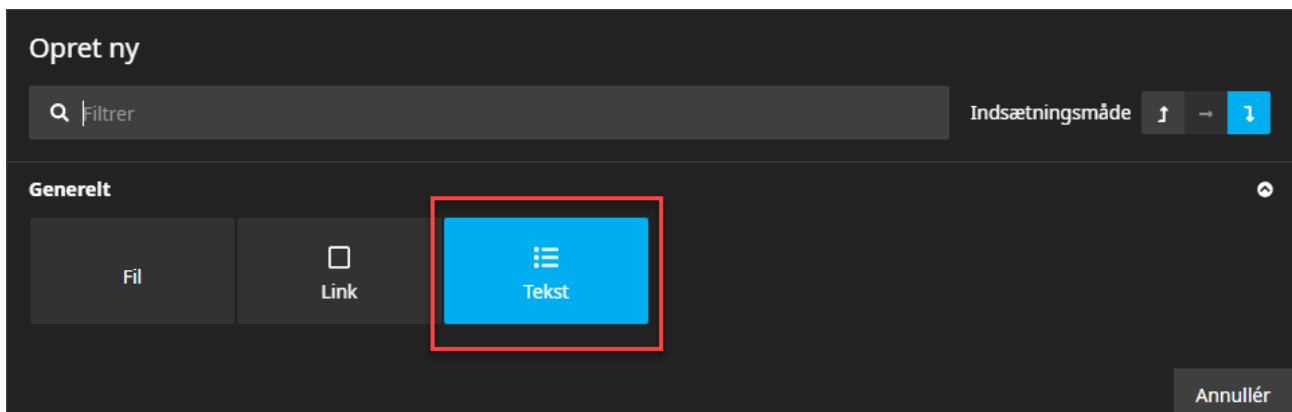 Opret ny
Filtrer
Indsætningsmåde
Generelt
Fil
Link
Tekst
Annullér